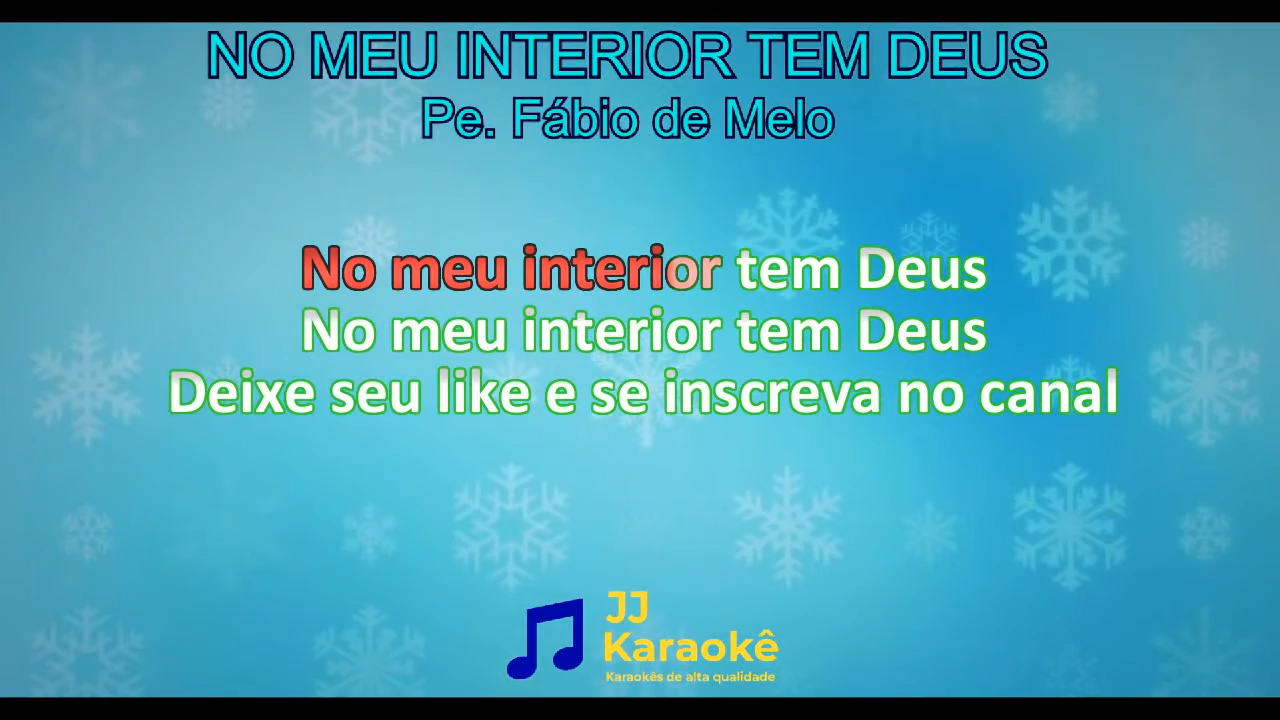 NO MEU INTERIOR TEM DEUS
Pe. Fábio de Melo
No meu interior tem Deus
No meu interior tem Deus
Deixe seu like e se inscreva no canal
JJ
Karaokê
Karaokês de alta qualidade